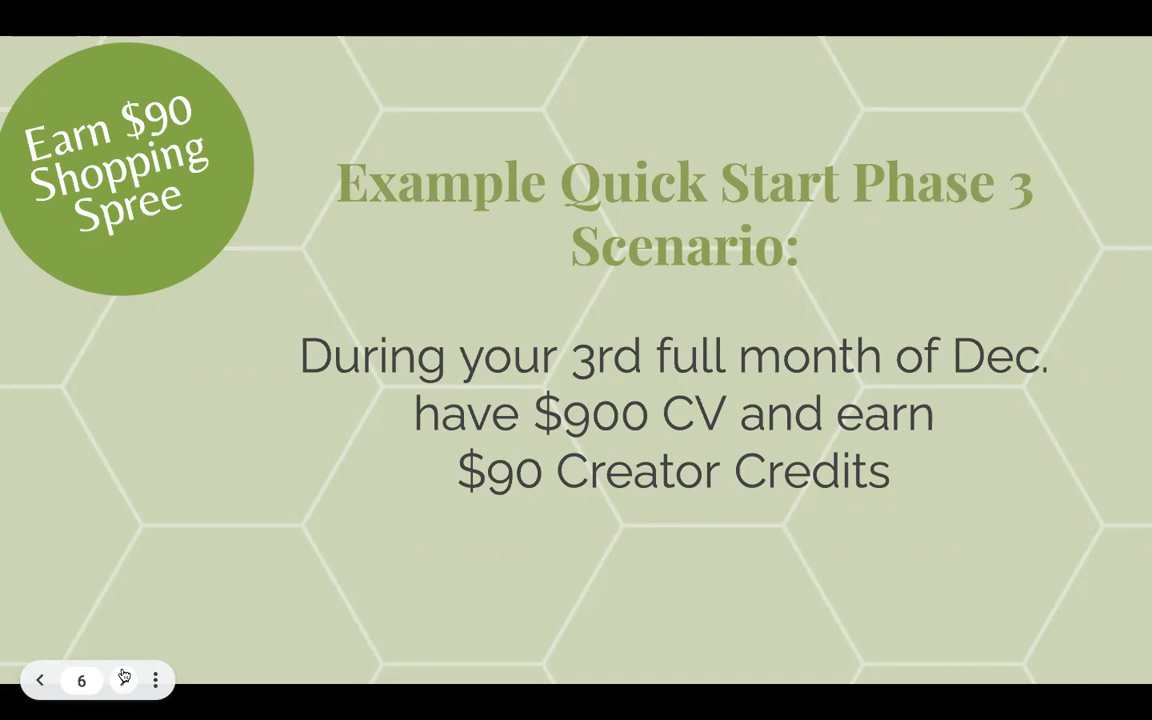 Earn $90
Shopping
Spree
Example Quick Start Phase 3
Scenario:
During your 3rd full month of Dec.
have $900 CV and earn
$90 Creator Credits
6